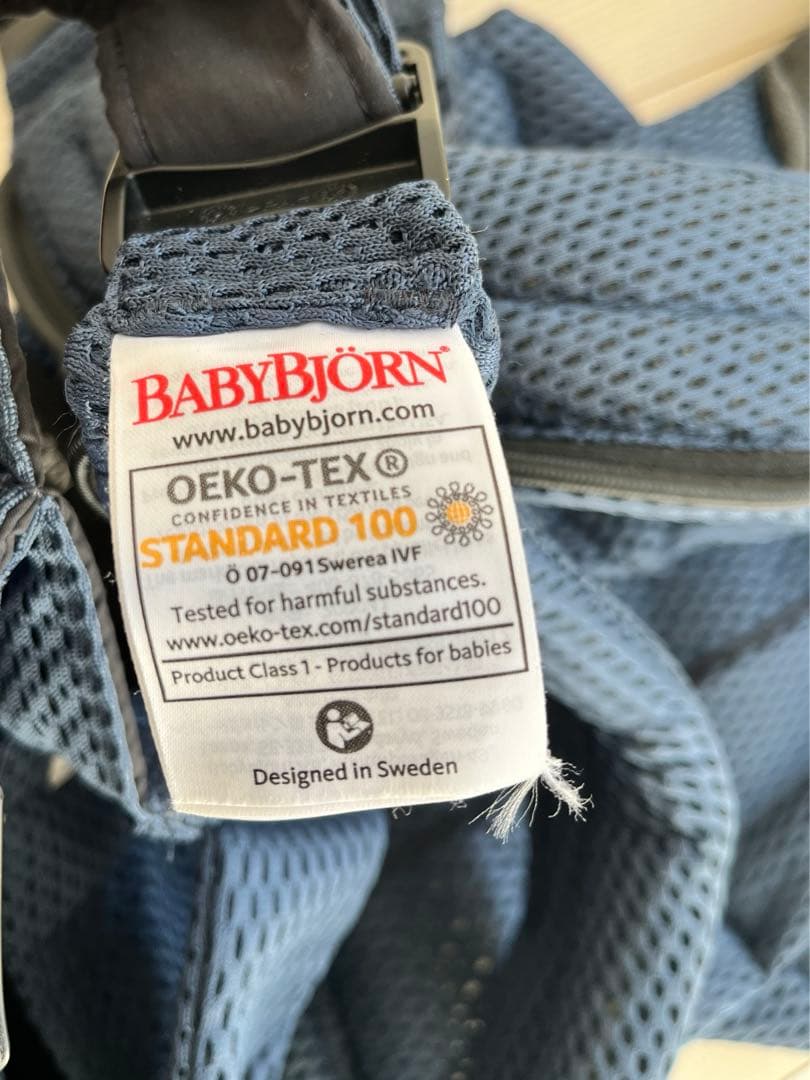 BABYBJÖRN®
www.babybjorn.com
OEKO-TEX®
CONFIDENCE IN TEXTILES
STANDARD 100
Ö 07-091 Swerea IVF
Tested for harmful substances.
www.oeko-tex.com/standard100
Product Class 1 - Products for babies
Designed in Sweden